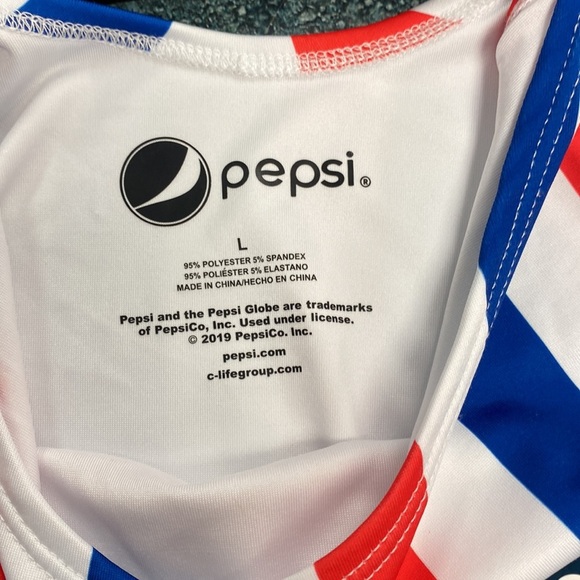 pepsi®
L
95% POLYESTER 5% SPANDEX
95% POLIÉSTER 5% ELASTANO
MADE IN CHINA/HECHO EN CHINA
Pepsi and the Pepsi Globe are trademarks
of PepsiCo, Inc. Used under license.
© 2019 PepsiCo. Inc.
pepsi.com
c-lifegroup.com